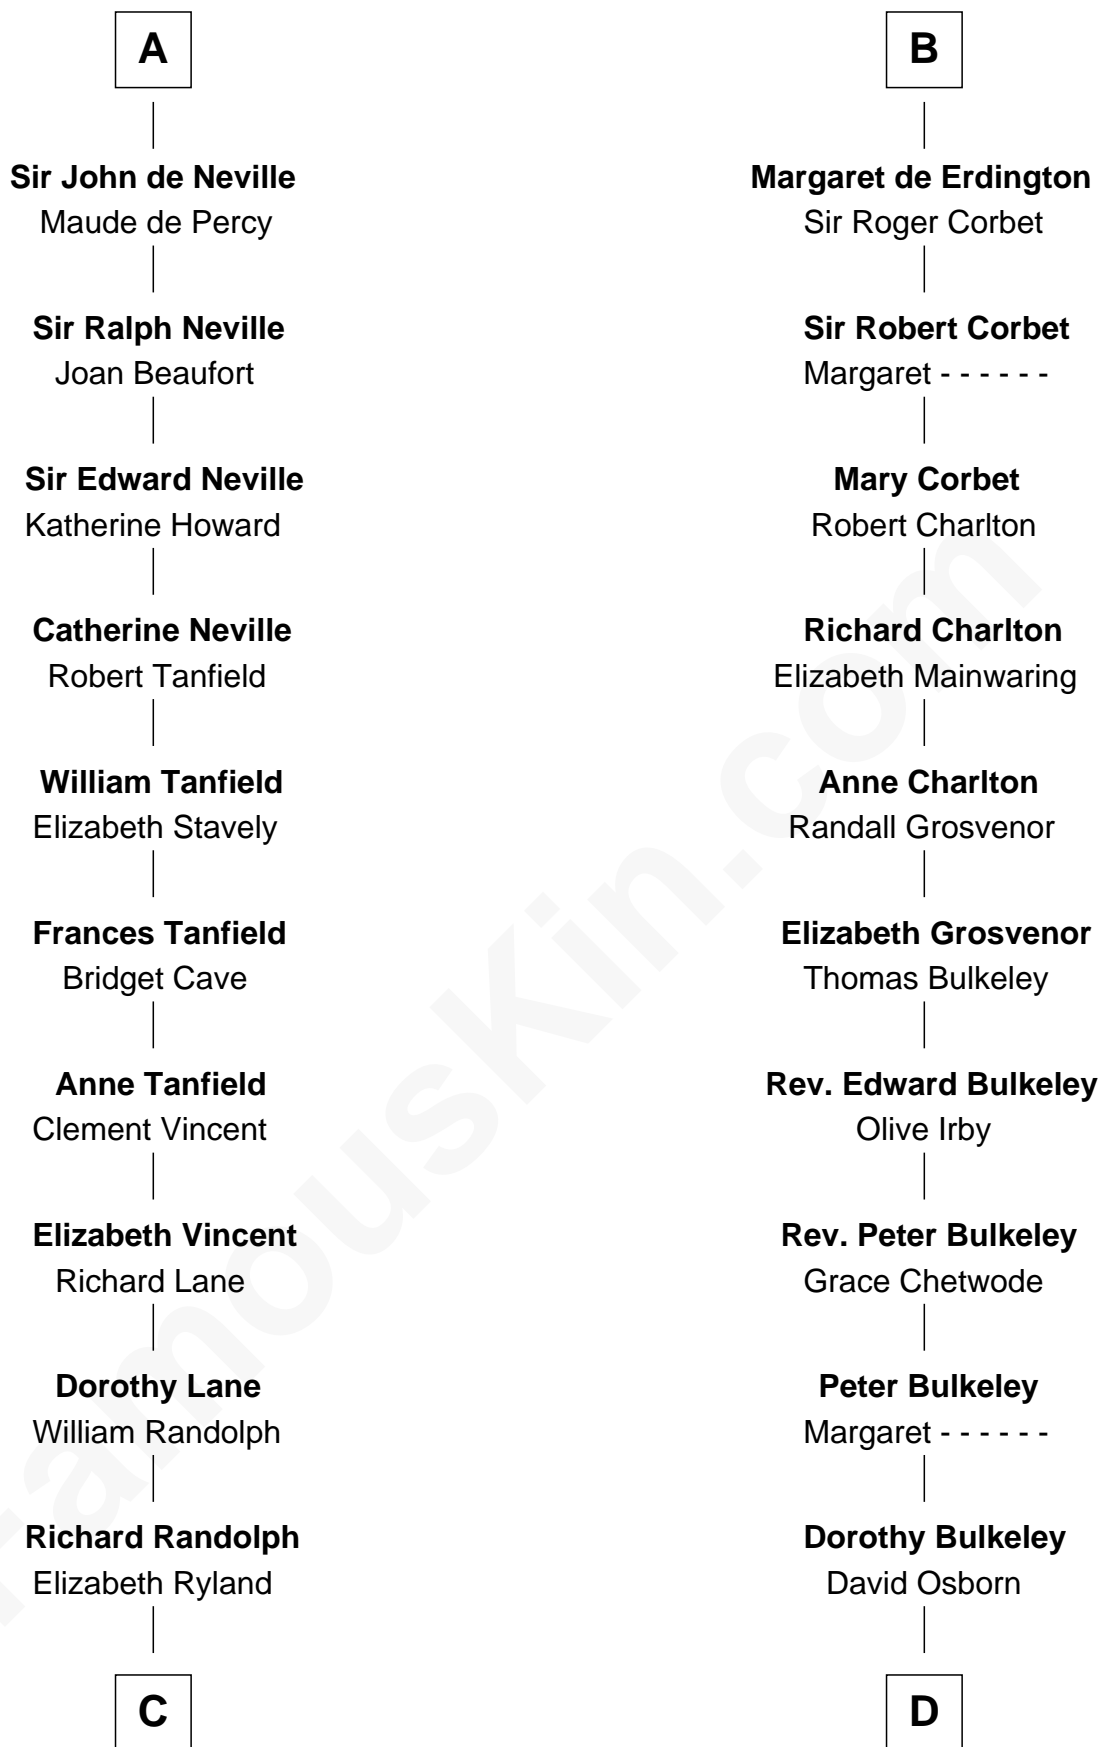 A
Sir John de Neville
Maude de Percy
Sir Ralph Neville
Joan Beaufort
Sir Edward Neville
Katherine Howard
Catherine Neville
Robert Tanfield
William Tanfield
Elizabeth Stavely
Frances Tanfield
Bridget Cave
Anne Tanfield
Clement Vincent
Elizabeth Vincent
Richard Lane
Dorothy Lane
William Randolph
Richard Randolph
Elizabeth Ryland
C
B
Margaret de Erdington
Sir Roger Corbet
Sir Robert Corbet
Margaret - - - - - -
Mary Corbet
Robert Charlton
Richard Charlton
Elizabeth Mainwaring
Anne Charlton
Randall Grosvenor
Elizabeth Grosvenor
Thomas Bulkeley
Rev. Edward Bulkeley
Olive Irby
Rev. Peter Bulkeley
Grace Chetwode
Peter Bulkeley
Margaret - - - - - -
Dorothy Bulkeley
David Osborn
D
FamousKin.com